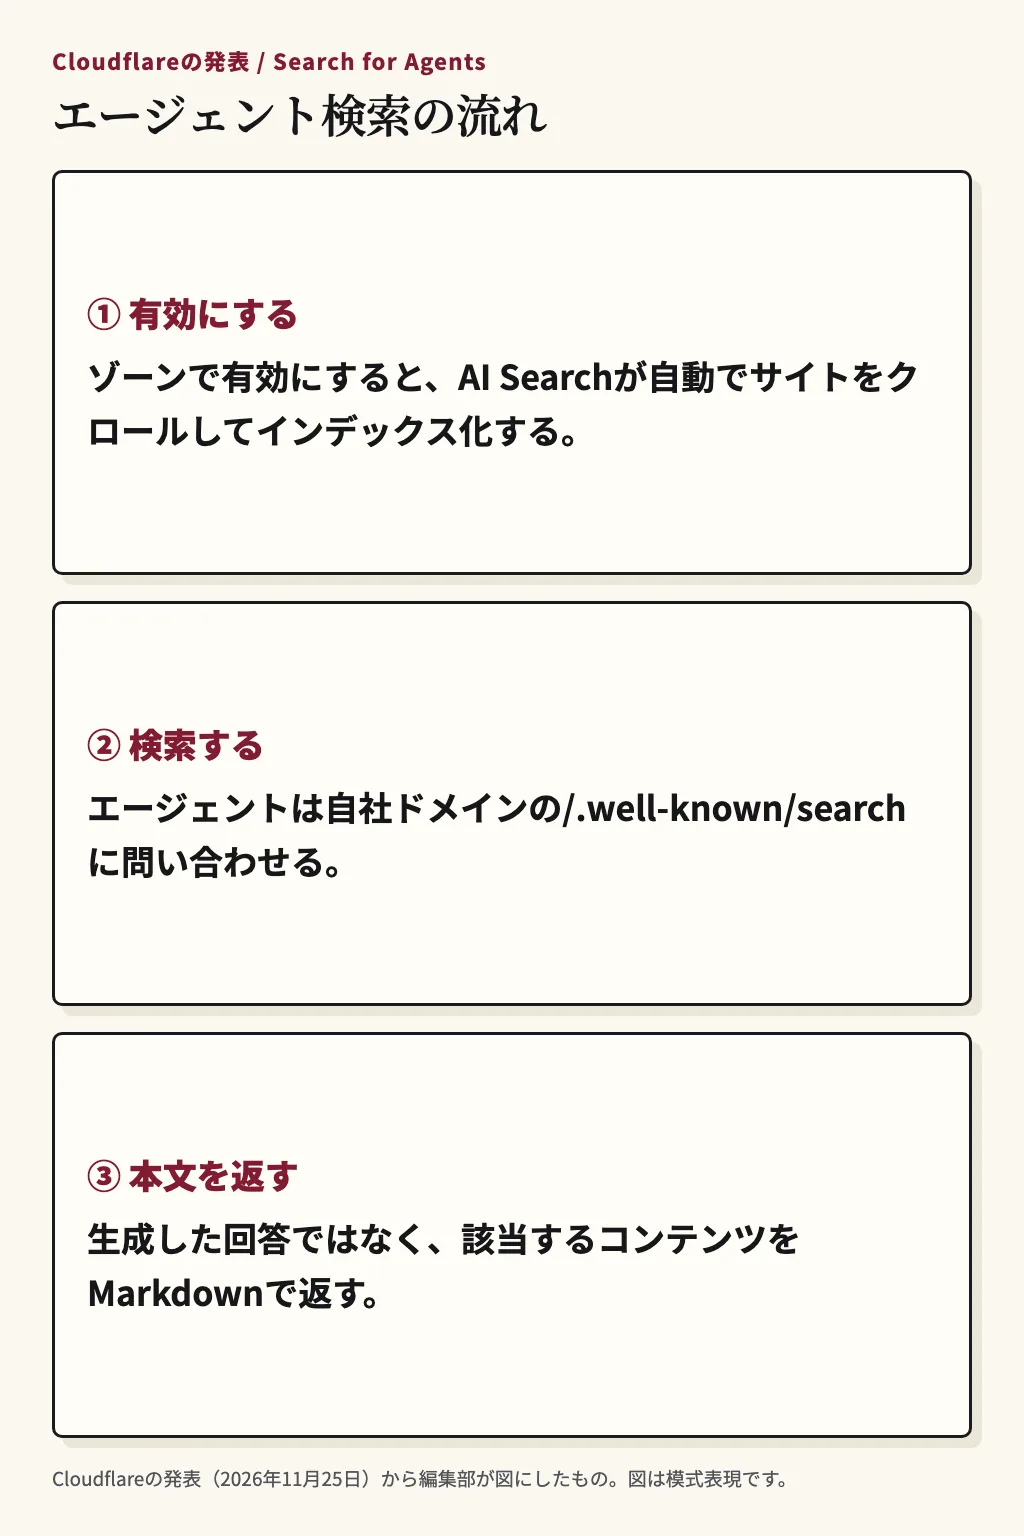 Cloudflareの発表 / Search for Agents
エージェント検索の流れ
① 有効にする
ゾーンで有効にすると、AI Searchが自動でサイトをク
ロールしてインデックス化する。
② 検索する
エージェントは自社ドメインの/.well-known/search
に問い合わせる。
③ 本文を返す
生成した回答ではなく、該当するコンテンツを
Markdownで返す。
Cloudflareの発表（2026年11月25日）から編集部が図にしたもの。図は模式表現です。